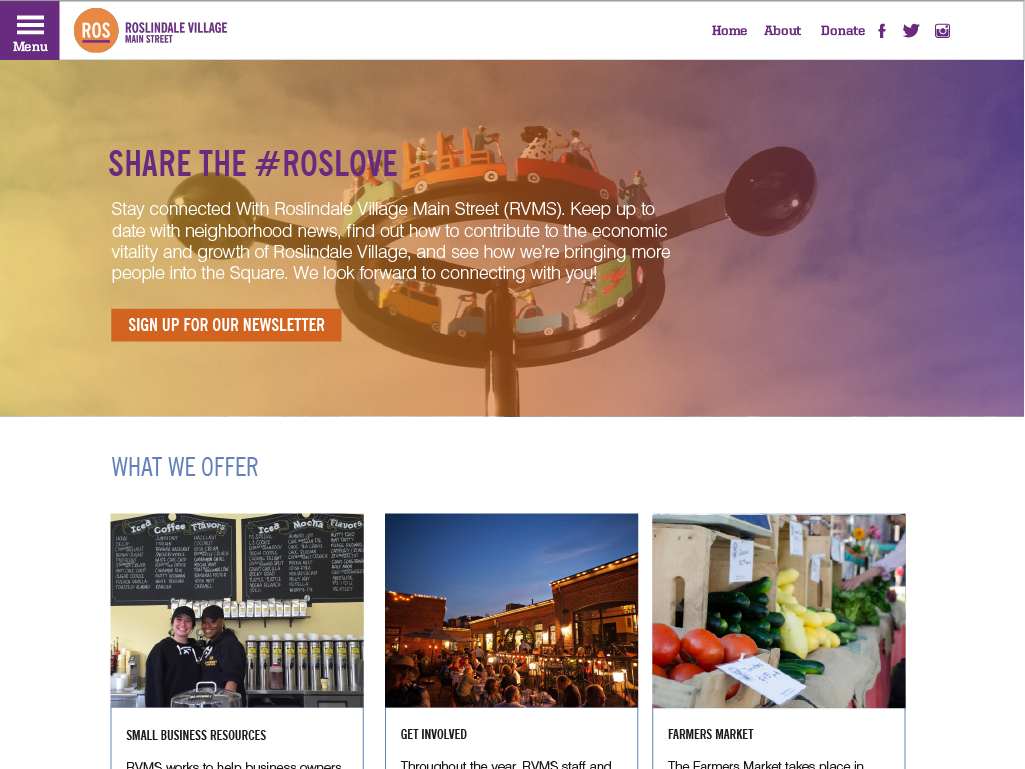 Menu
ROS
ROSLINDALE VILLAGE
MAIN STREET
Home About Donate
SHARE THE #ROSLOVE
Stay connected With Roslindale Village Main Street (RVMS). Keep up to
date with neighborhood news, find out how to contribute to the economic
vitality and growth of Roslindale Village, and see how we're bringing more
people into the Square. We look forward to connecting with you!
SIGN UP FOR OUR NEWSLETTER
WHAT WE OFFER
Iced Coffee Flavors
Iced Mocha Flavors
SMALL BUSINESS RESOURCES
GET INVOLVED
FARMERS MARKET
RVMS works to help business owners
Throughout the year, RVMS staff and
The Farmers Market takes place in